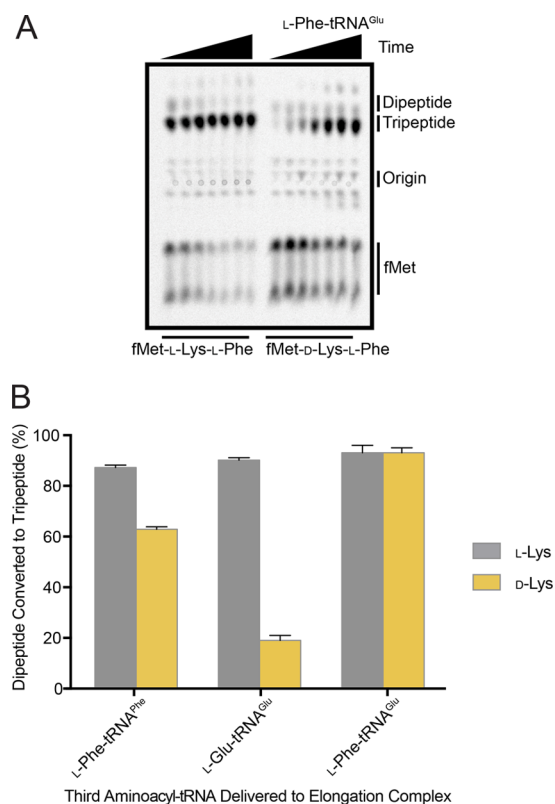 A
L-Phe-tRNAGlu
Time
Dipeptide
Tripeptide
Origin
fMet
fMet-L-Lys-L-Phe fMet-D-Lys-L-Phe
B
Dipeptide Converted to Tripeptide (%)
100
80
60
40
20
0
L-Lys
D-Lys
L-Phe-tRNAPhe
L-Glu-tRNAGlu
L-Phe-tRNAGlu
Third Aminoacyl-tRNA Delivered to Elongation Complex